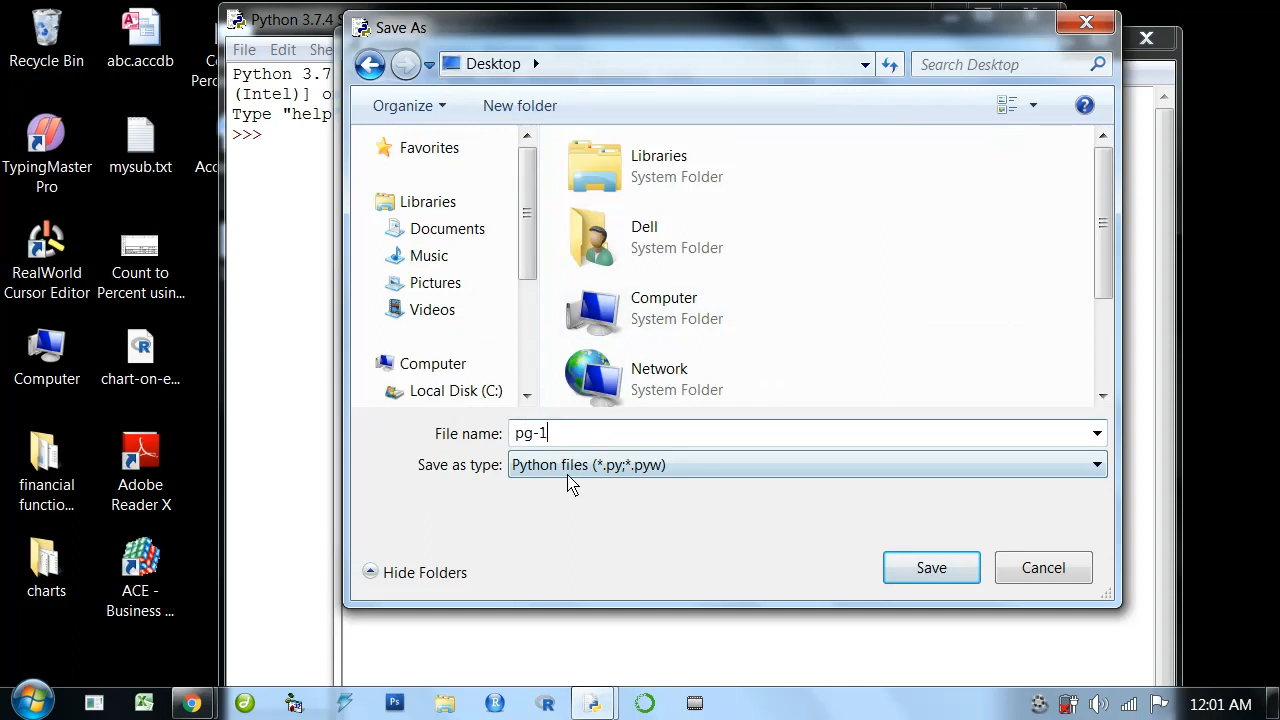 Recycle Bin
abc.accdb
C
Perc
TypingMaster
Pro
mysub.txt
Acc
RealWorld
Cursor Editor
Count to
Percent usin...
Computer
chart-on-e...
financial
functio...
Adobe
Reader X
charts
ACE -
Business ...
Python 3.7.4
File Edit She
Python 3.7
(Intel)] o
Type "help
>>>
Save As
Desktop
Search Desktop
Organize
New folder
Favorites
Libraries
Documents
Music
Pictures
Videos
Computer
Local Disk (C:)
Libraries
System Folder
Dell
System Folder
Computer
System Folder
Network
System Folder
File name: pg-1
Save as type: Python files (*.py;*.pyw)
Hide Folders
Save
Cancel
12:01 AM